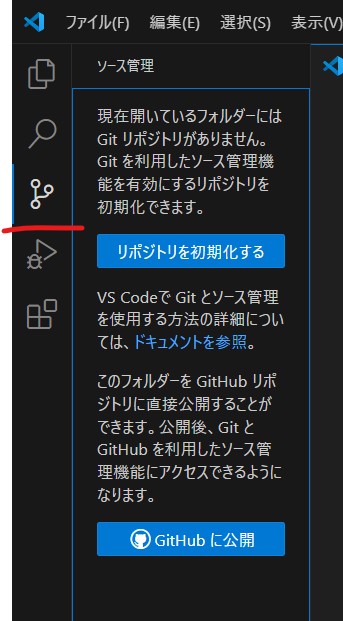 ファイル(F) 編集(E) 選択(S) 表示(V)
ソース管理
現在開いているフォルダーには
Git リポジトリがありません。
Git を利用したソース管理機
能を有効にするリポジトリを
初期化できます。
リポジトリを初期化する
VS Codeで Git とソース管理
を使用する方法の詳細につい
ては、ドキュメントを参照。
このフォルダーを GitHub リポ
ジトリに直接公開することが
できます。公開後、Git と
GitHub を利用したソース管
理機能にアクセスできるように
なります。
GitHub に公開